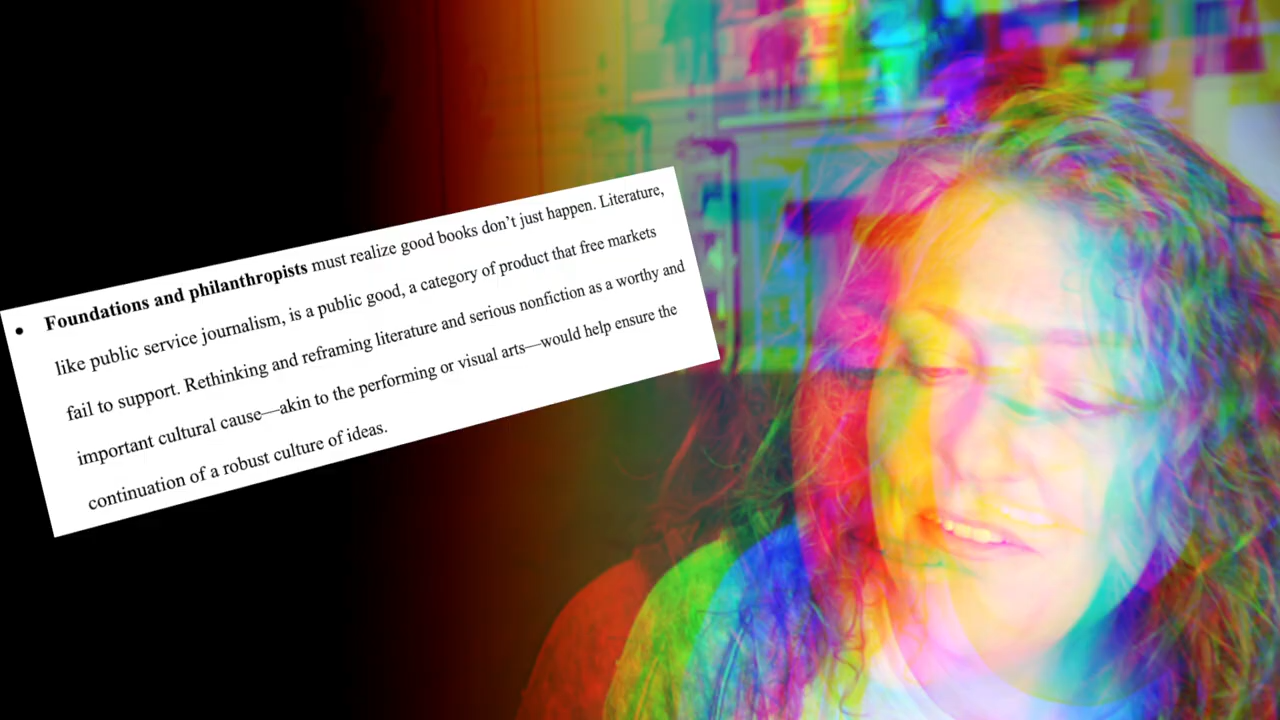 • Foundations and philanthropists must realize good books don’t just happen. Literature,
like public service journalism, is a public good, a category of product that free markets
fail to support. Rethinking and reframing literature and serious nonfiction as a worthy and
important cultural cause—akin to the performing or visual arts—would help ensure the
continuation of a robust culture of ideas.